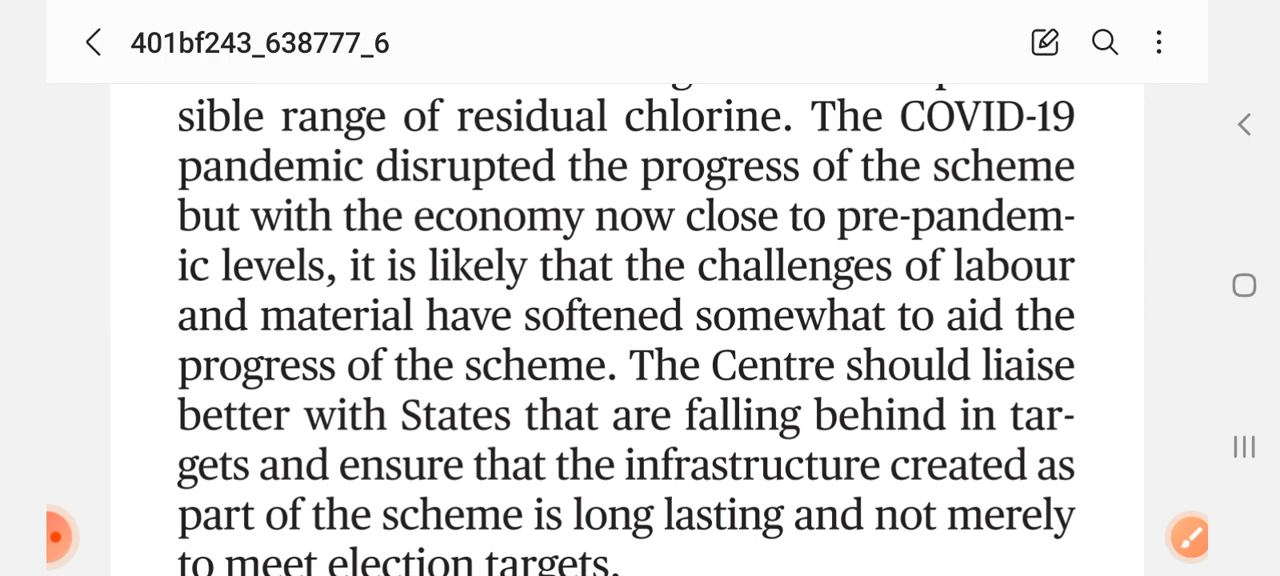 401bf243_638777_6
sible range of residual chlorine. The COVID-19
pandemic disrupted the progress of the scheme
but with the economy now close to pre-pandem-
ic levels, it is likely that the challenges of labour
and material have softened somewhat to aid the
progress of the scheme. The Centre should liaise
better with States that are falling behind in tar-
gets and ensure that the infrastructure created as
part of the scheme is long lasting and not merely
to meet election targets.